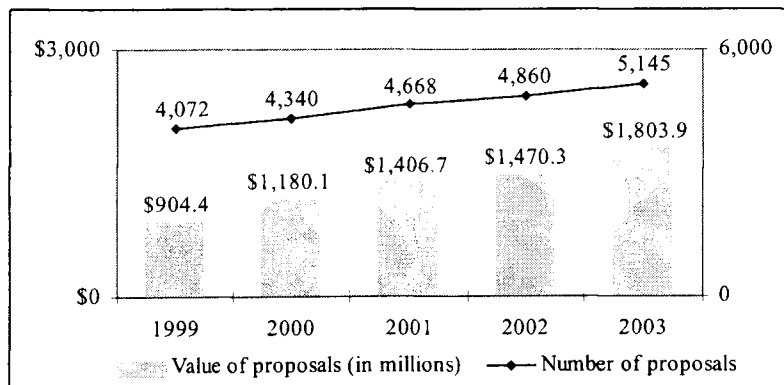 $3,000 6,000
4,072 4,340 4,668 4,860 5,145
$904.4 $1,180.1 $1,406.7 $1,470.3 $1,803.9
$0 0
1999 2000 2001 2002 2003
Value of proposals (in millions) Number of proposals